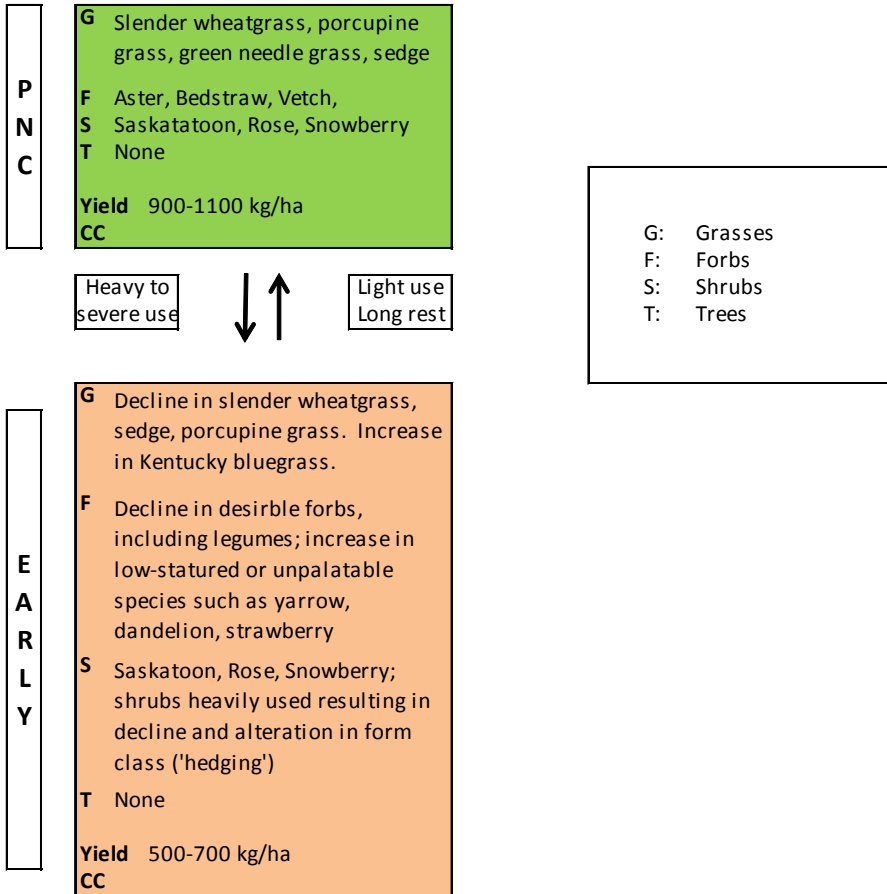 P
N
C
G Slender wheatgrass, porcupine
grass, green needle grass, sedge
F Aster, Bedstraw, Vetch,
S Saskatatoon, Rose, Snowberry
T None
Yield 900-1100 kg/ha
CC
Heavy to
severe use
Light use
Long rest
G: Grasses
F: Forbs
S: Shrubs
T: Trees
E
A
R
L
Y
G Decline in slender wheatgrass,
sedge, porcupine grass. Increase
in Kentucky bluegrass.
F Decline in desirble forbs,
including legumes; increase in
low-statured or unpalatable
species such as yarrow,
dandelion, strawberry
S Saskatoon, Rose, Snowberry;
shrubs heavily used resulting in
decline and alteration in form
class ('hedging')
T None
Yield 500-700 kg/ha
CC